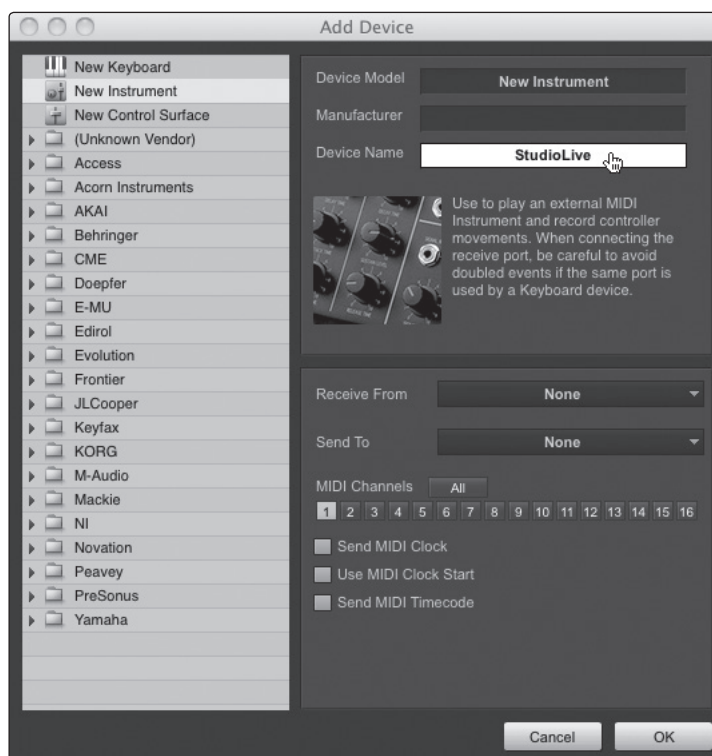 Add Device
New Keyboard
New Instrument
New Control Surface
(Unknown Vendor)
Access
Acorn Instruments
AKAI
Behringer
CME
Doepfer
E-MU
Edirol
Evolution
Frontier
JLCooper
Keyfax
KORG
M-Audio
Mackie
NI
Novation
Peavey
PreSonus
Yamaha
Device Model New Instrument
Manufacturer
Device Name StudioLive
Use to play an external MIDI
Instrument and record controller
movements. When connecting the
receive port, be careful to avoid
doubled events if the same port is
used by a Keyboard device.
Receive From None
Send To None
MIDI Channels All
1 2 3 4 5 6 7 8 9 10 11 12 13 14 15 16
Send MIDI Clock
Use MIDI Clock Start
Send MIDI Timecode
Cancel OK